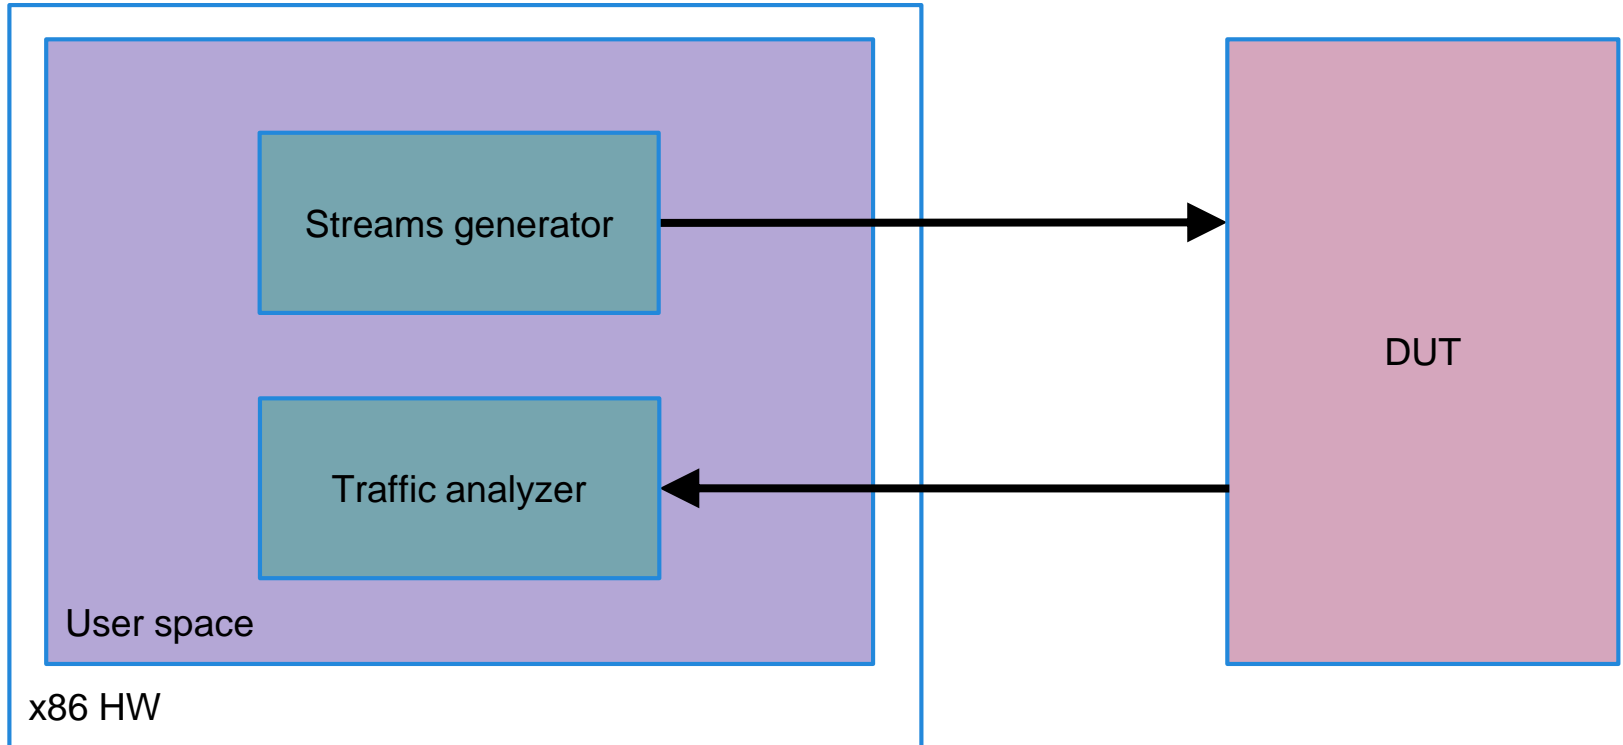 Streams generator
DUT
Traffic analyzer
User space
x86 HW